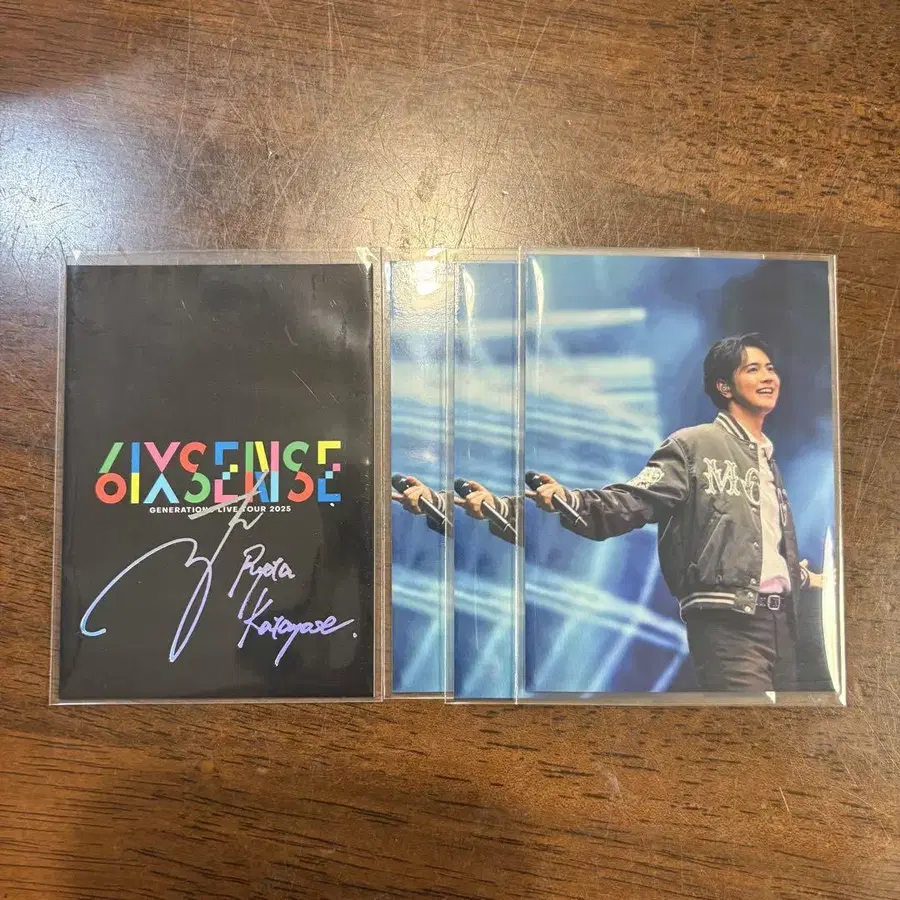 6IXSENSE
GENERATIONS LIVE TOUR 2025
Ryota
Katayose.